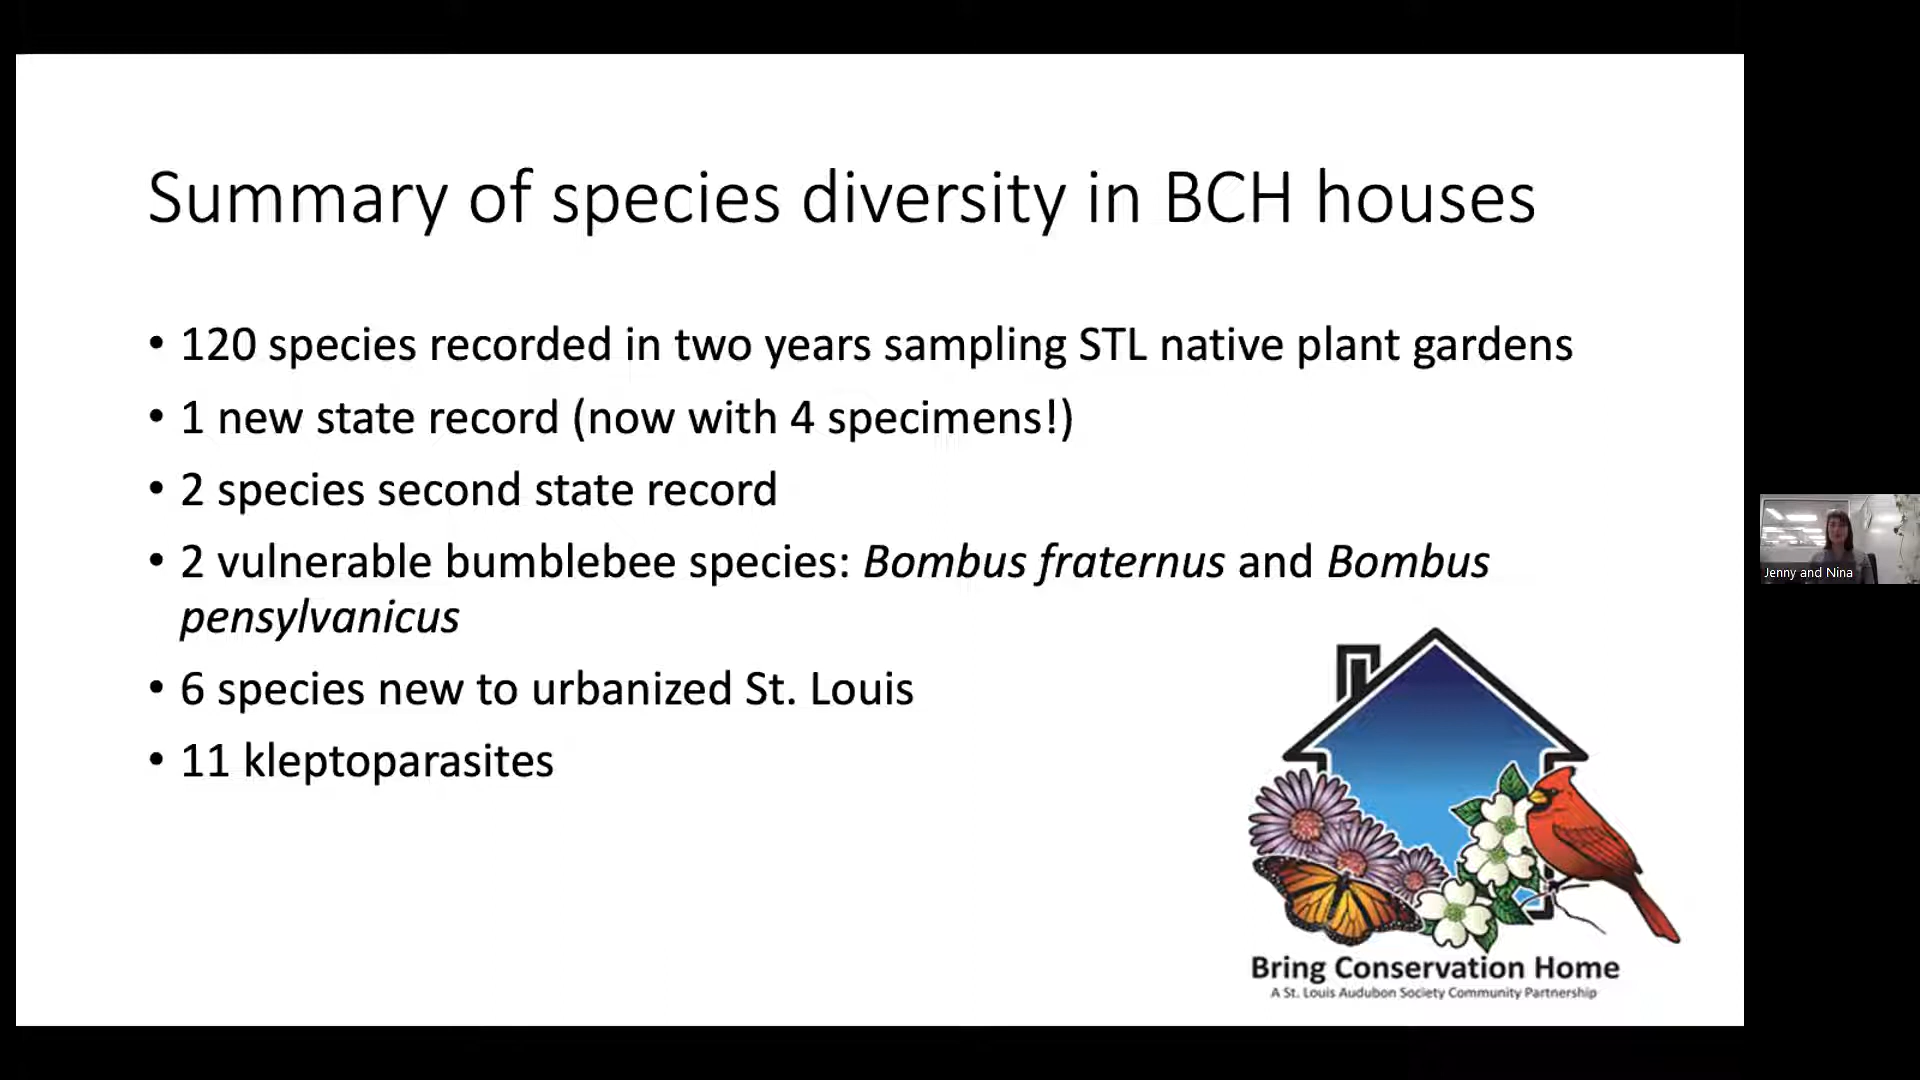 Summary of species diversity in BCH houses
• 120 species recorded in two years sampling STL native plant gardens
• 1 new state record (now with 4 specimens!)
• 2 species second state record
• 2 vulnerable bumblebee species: Bombus fraternus and Bombus
pensylvanicus
• 6 species new to urbanized St. Louis
• 11 kleptoparasites
Bring Conservation Home
A St. Louis Audubon Society Community Partnership
Jenny and Nina